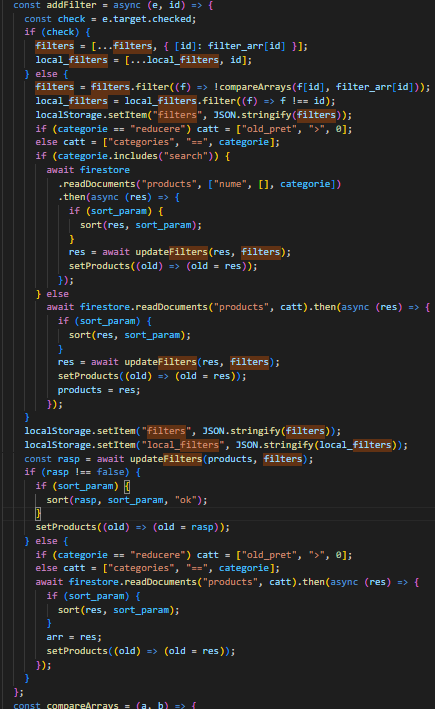 const addFilter = async (e, id) => {
const check = e.target.checked;
if (check) {
filters = [...filters, { [id]: filter_arr[id] }];
local_filters = [...local_filters, id];
} else {
filters = filters.filter((f) => !compareArrays(f[id], filter_arr[id]));
local_filters = local_filters.filter((f) => f !== id);
localStorage.setItem("filters", JSON.stringify(filters));
if (categorie == "reducere") catt = ["old_pret", ">", 0];
else catt = ["categories", "==", categorie];
if (categorie.includes("search")) {
await firestore
.readDocuments("products", ["nume", [], categorie])
.then(async (res) => {
if (sort_param) {
sort(res, sort_param);
}
res = await updateFilters(res, filters);
setProducts((old) => (old = res));
});
} else
await firestore.readDocuments("products", catt).then(async (res) => {
if (sort_param) {
sort(res, sort_param);
}
res = await updateFilters(res, filters);
setProducts((old) => (old = res));
products = res;
});
}
localStorage.setItem("filters", JSON.stringify(filters));
localStorage.setItem("local_filters", JSON.stringify(local_filters));
const rasp = await updateFilters(products, filters);
if (rasp !== false) {
if (sort_param) {
sort(rasp, sort_param, "ok");
}
setProducts((old) => (old = rasp));
} else {
if (categorie == "reducere") catt = ["old_pret", ">", 0];
else catt = ["categories", "==", categorie];
await firestore.readDocuments("products", catt).then(async (res) => {
if (sort_param) {
sort(res, sort_param);
}
arr = res;
setProducts((old) => (old = res));
});
}
};
const compareArrays = (a, b) => {